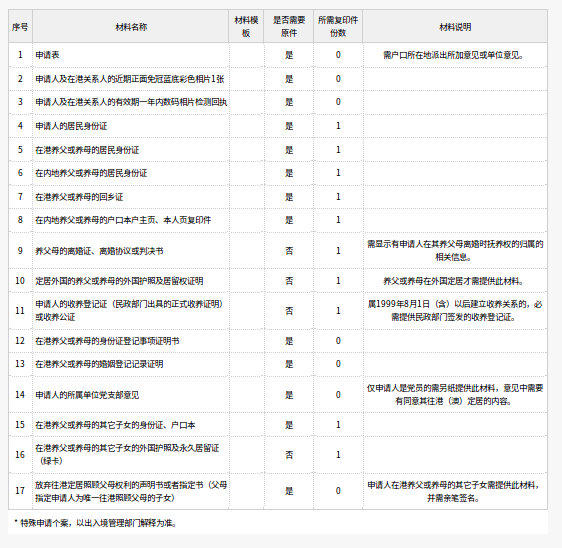 序号 材料名称 材料模板 是否需要原件 所需复印件份数 材料说明
1 申请表 是 0 需户口所在地派出所加意见或单位意见。
2 申请人及在港关系人的近期正面免冠蓝底彩色相片1张 是 0
3 申请人及在港关系人的有效期一年内数码相片检测回执 是 0
4 申请人的居民身份证 是 1
5 在港养父或养母的居民身份证 是 1
6 在内地养父或养母的居民身份证 是 1
7 在港养父或养母的回乡证 是 1
8 在内地养父或养母的户口本户主页、本人页复印件 是 1
9 养父母的离婚证、离婚协议或判决书 否 1 需显示有申请人在其养父母离婚时抚养权的归属的相关信息。
10 定居外国的养父或养母的外国护照及居留权证明 否 1 养父或养母在外国定居才需提供此材料。
11 申请人的收养登记证（民政部门出具的正式收养证明）或收养公证 否 1 属1999年8月1日（含）以后建立收养关系的，必需提供民政部门签发的收养登记证。
12 在港养父或养母的身份证登记事项证明书 是 0
13 在港养父或养母的婚姻登记记录证明 是 0
14 申请人的所属单位党支部意见 是 0 仅申请人是党员的需另纸提供此材料，意见中需要有同意其往港（澳）定居的内容。
15 在港养父或养母的其它子女的身份证、户口本 是 1
16 在港养父或养母的其它子女的外国护照及永久居留证（绿卡） 否 1
17 放弃往港定居照顾父母权利的声明书或者指定书（父母指定申请人为唯一往港照顾父母的子女） 是 0 申请人在港养父或养母的其它子女需提供此材料，并需亲笔签名。
* 特殊申请个案，以出入境管理部门解释为准。